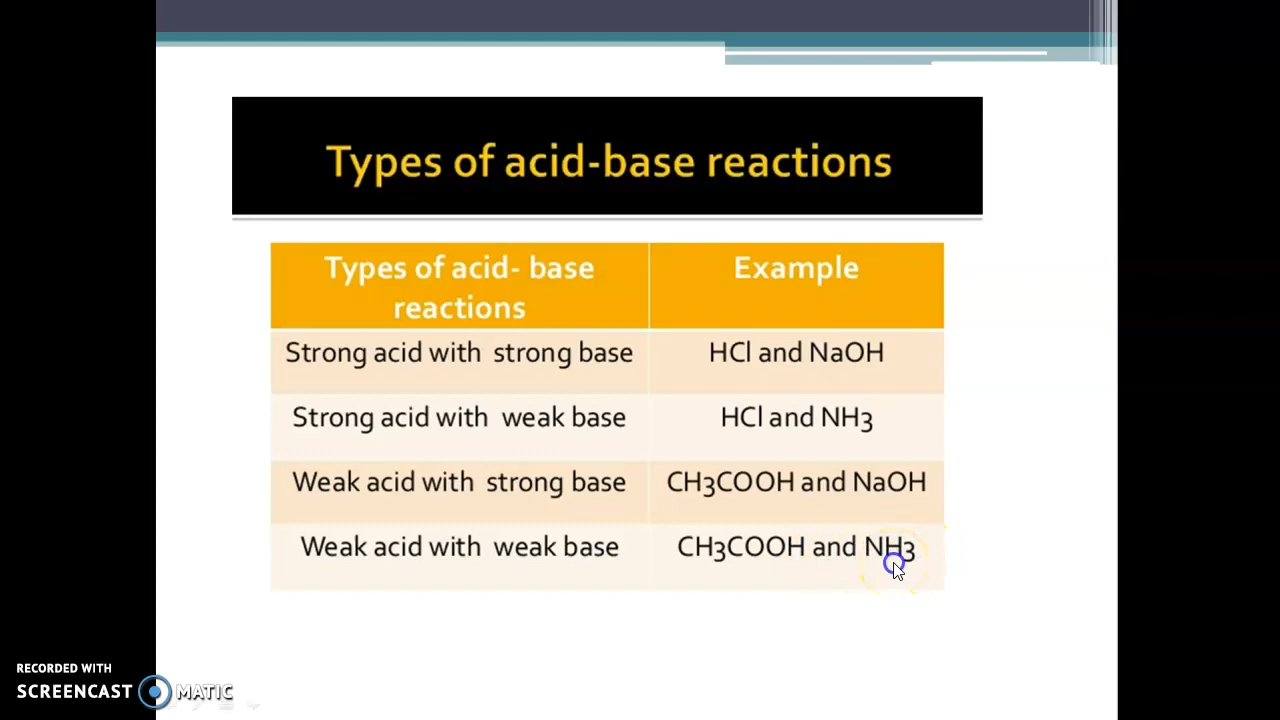 Types of acid-base reactions
Types of acid- base
reactions
Example
Strong acid with strong base
HCl and NaOH
Strong acid with weak base
HCl and NH3
Weak acid with strong base
CH3COOH and NaOH
Weak acid with weak base
CH3COOH and NH3
RECORDED WITH
SCREENCAST MATIC